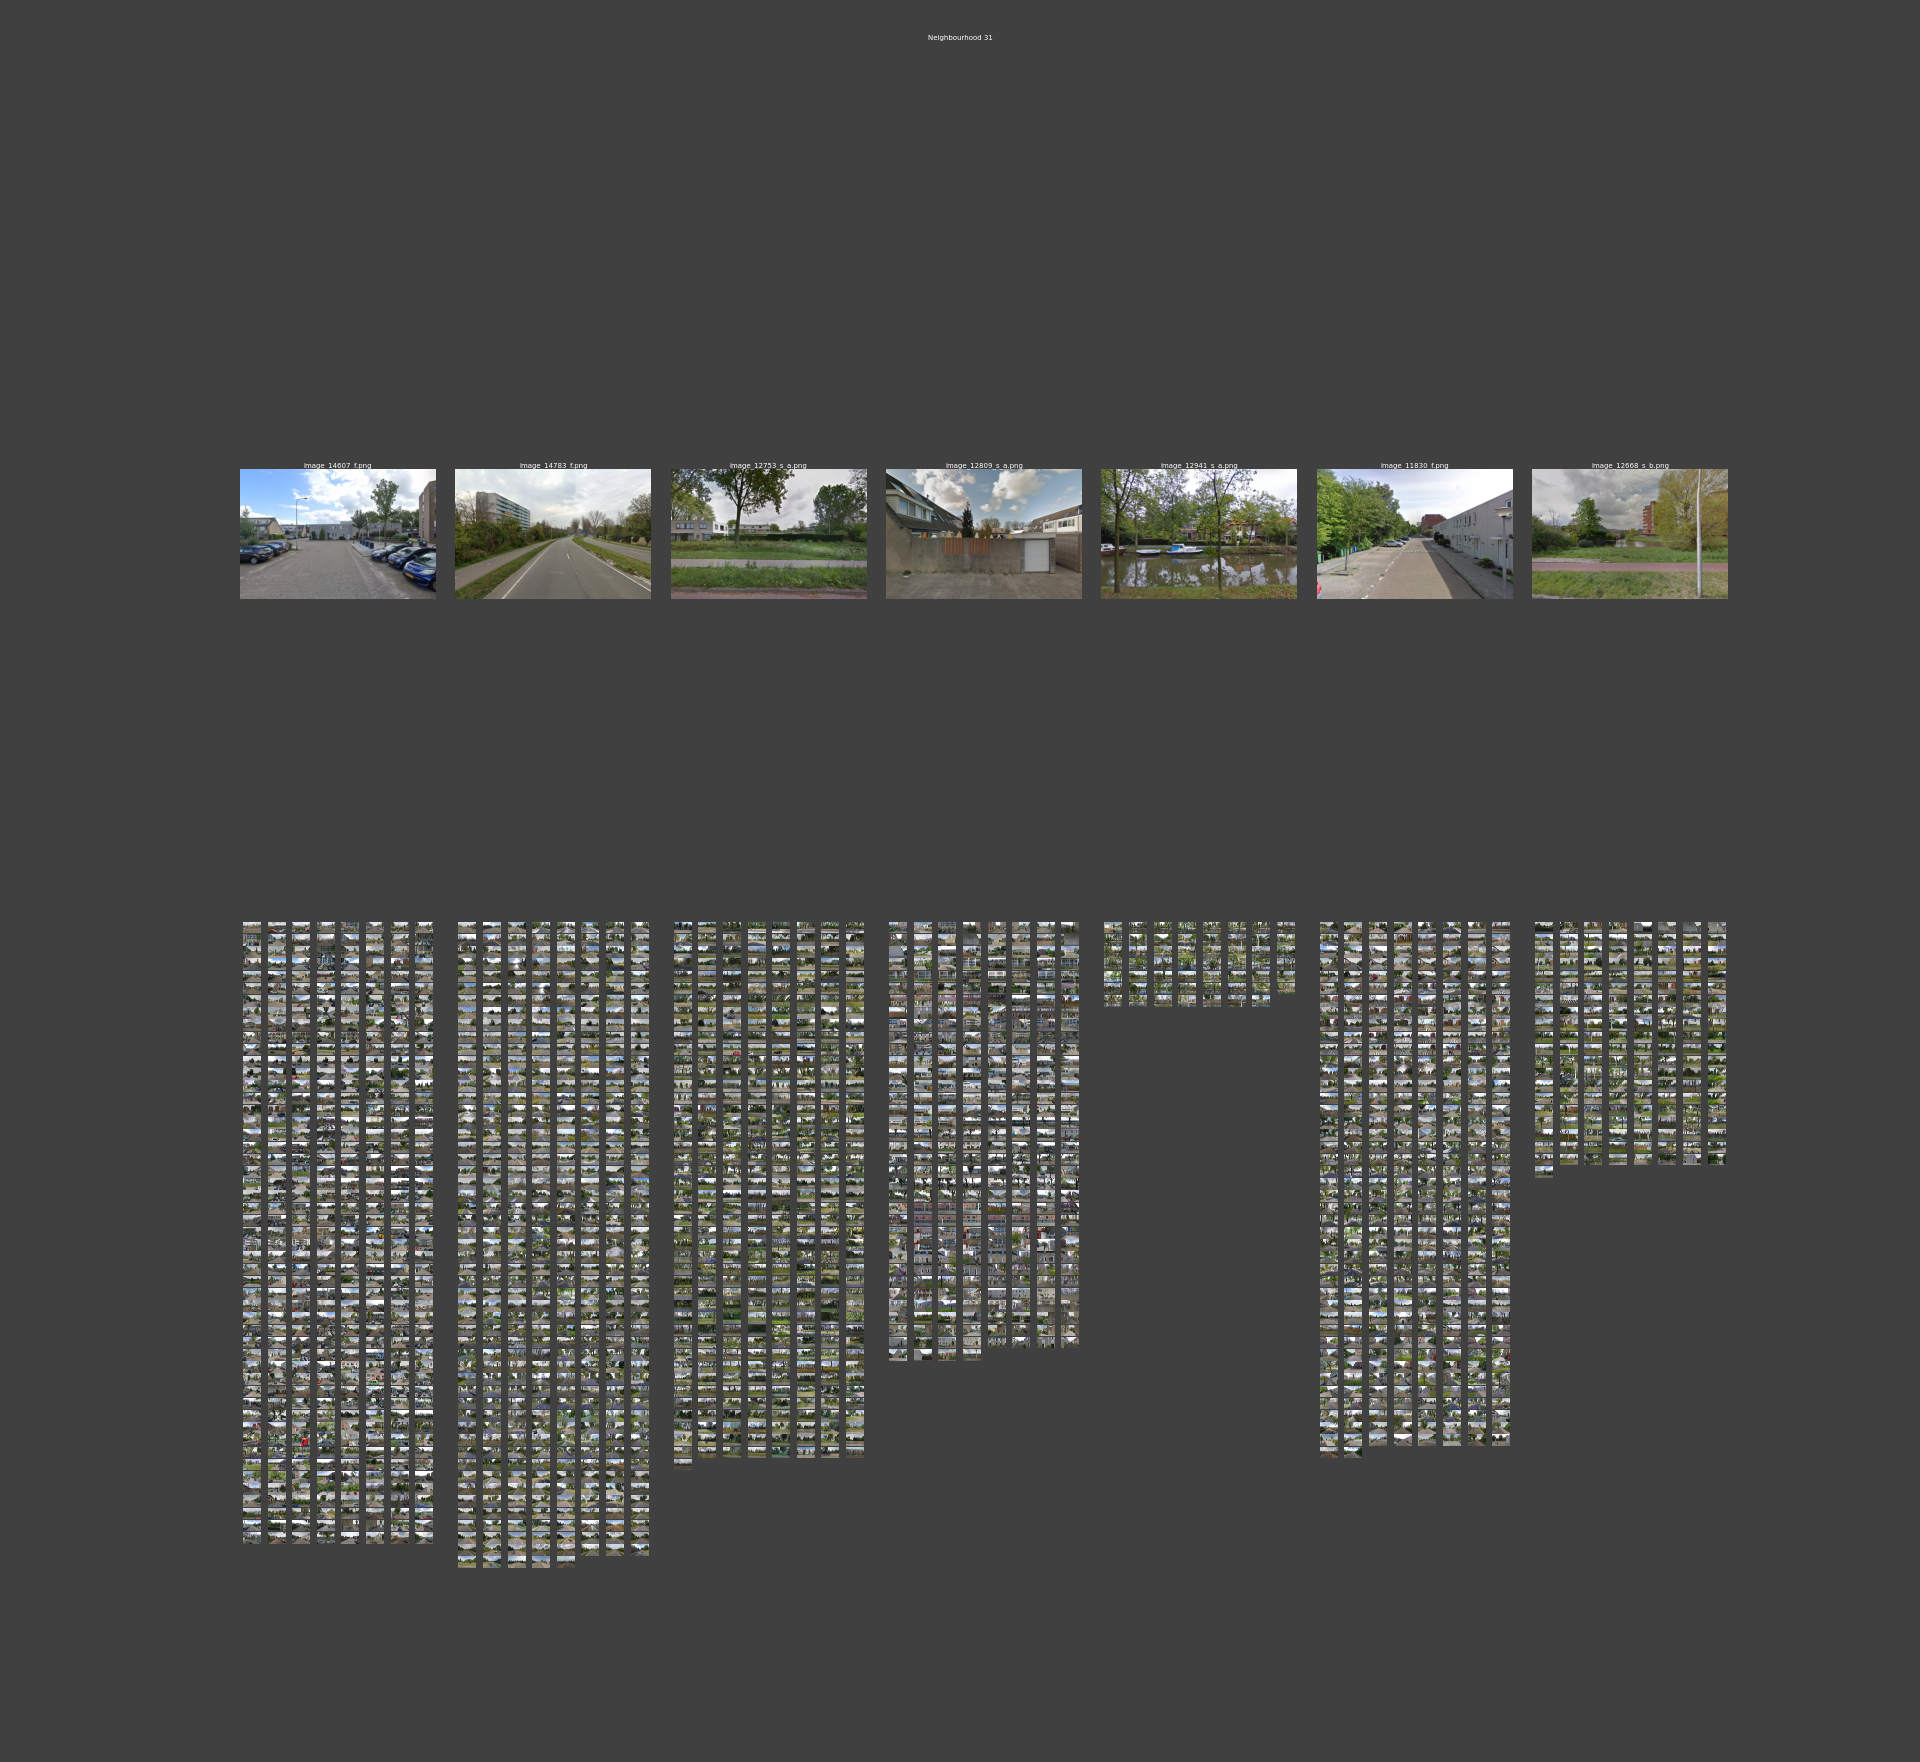 Neighbourhood 31
image_14607_f.png
image_14783_f.png
image_12753_s_a.png
image_12809_s_a.png
image_12941_s_a.png
image_11830_f.png
image_12668_s_b.png